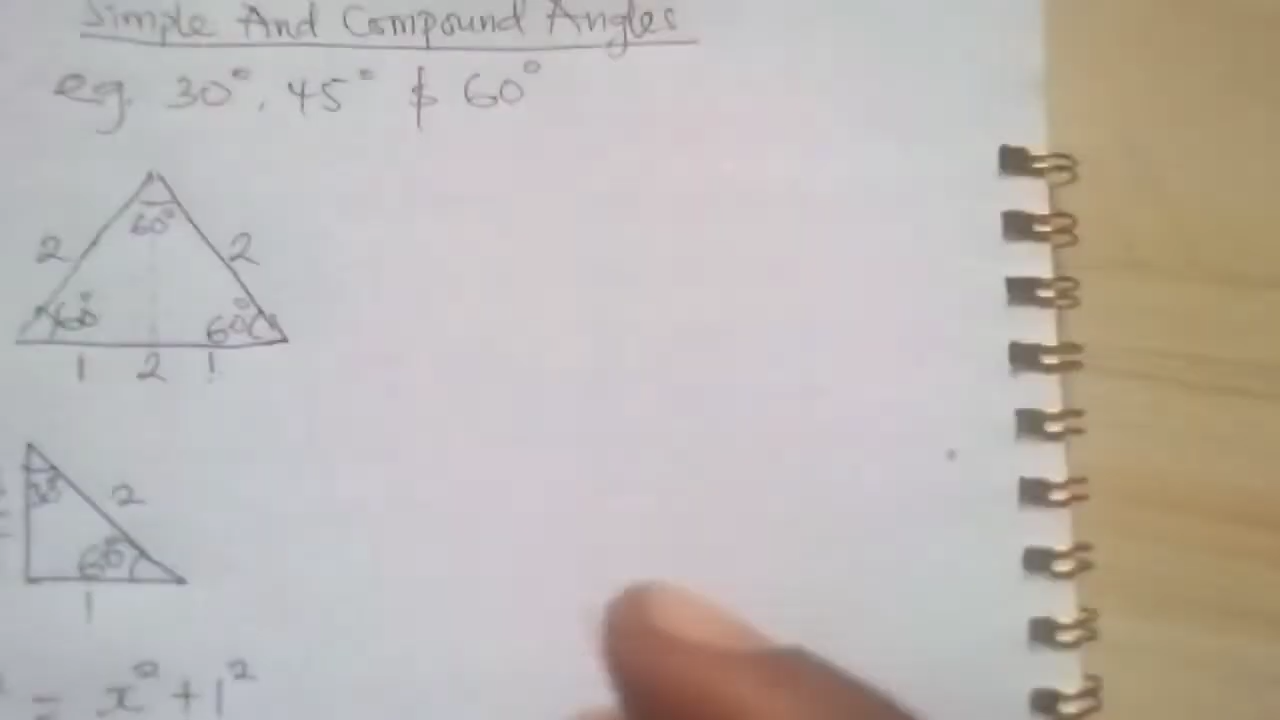 Simple And Compound Angles
eg. 30°, 45° $ 60°
60°
2 2
60° 60°
1 2 1
30° 2
60°
1
= x² + 1²